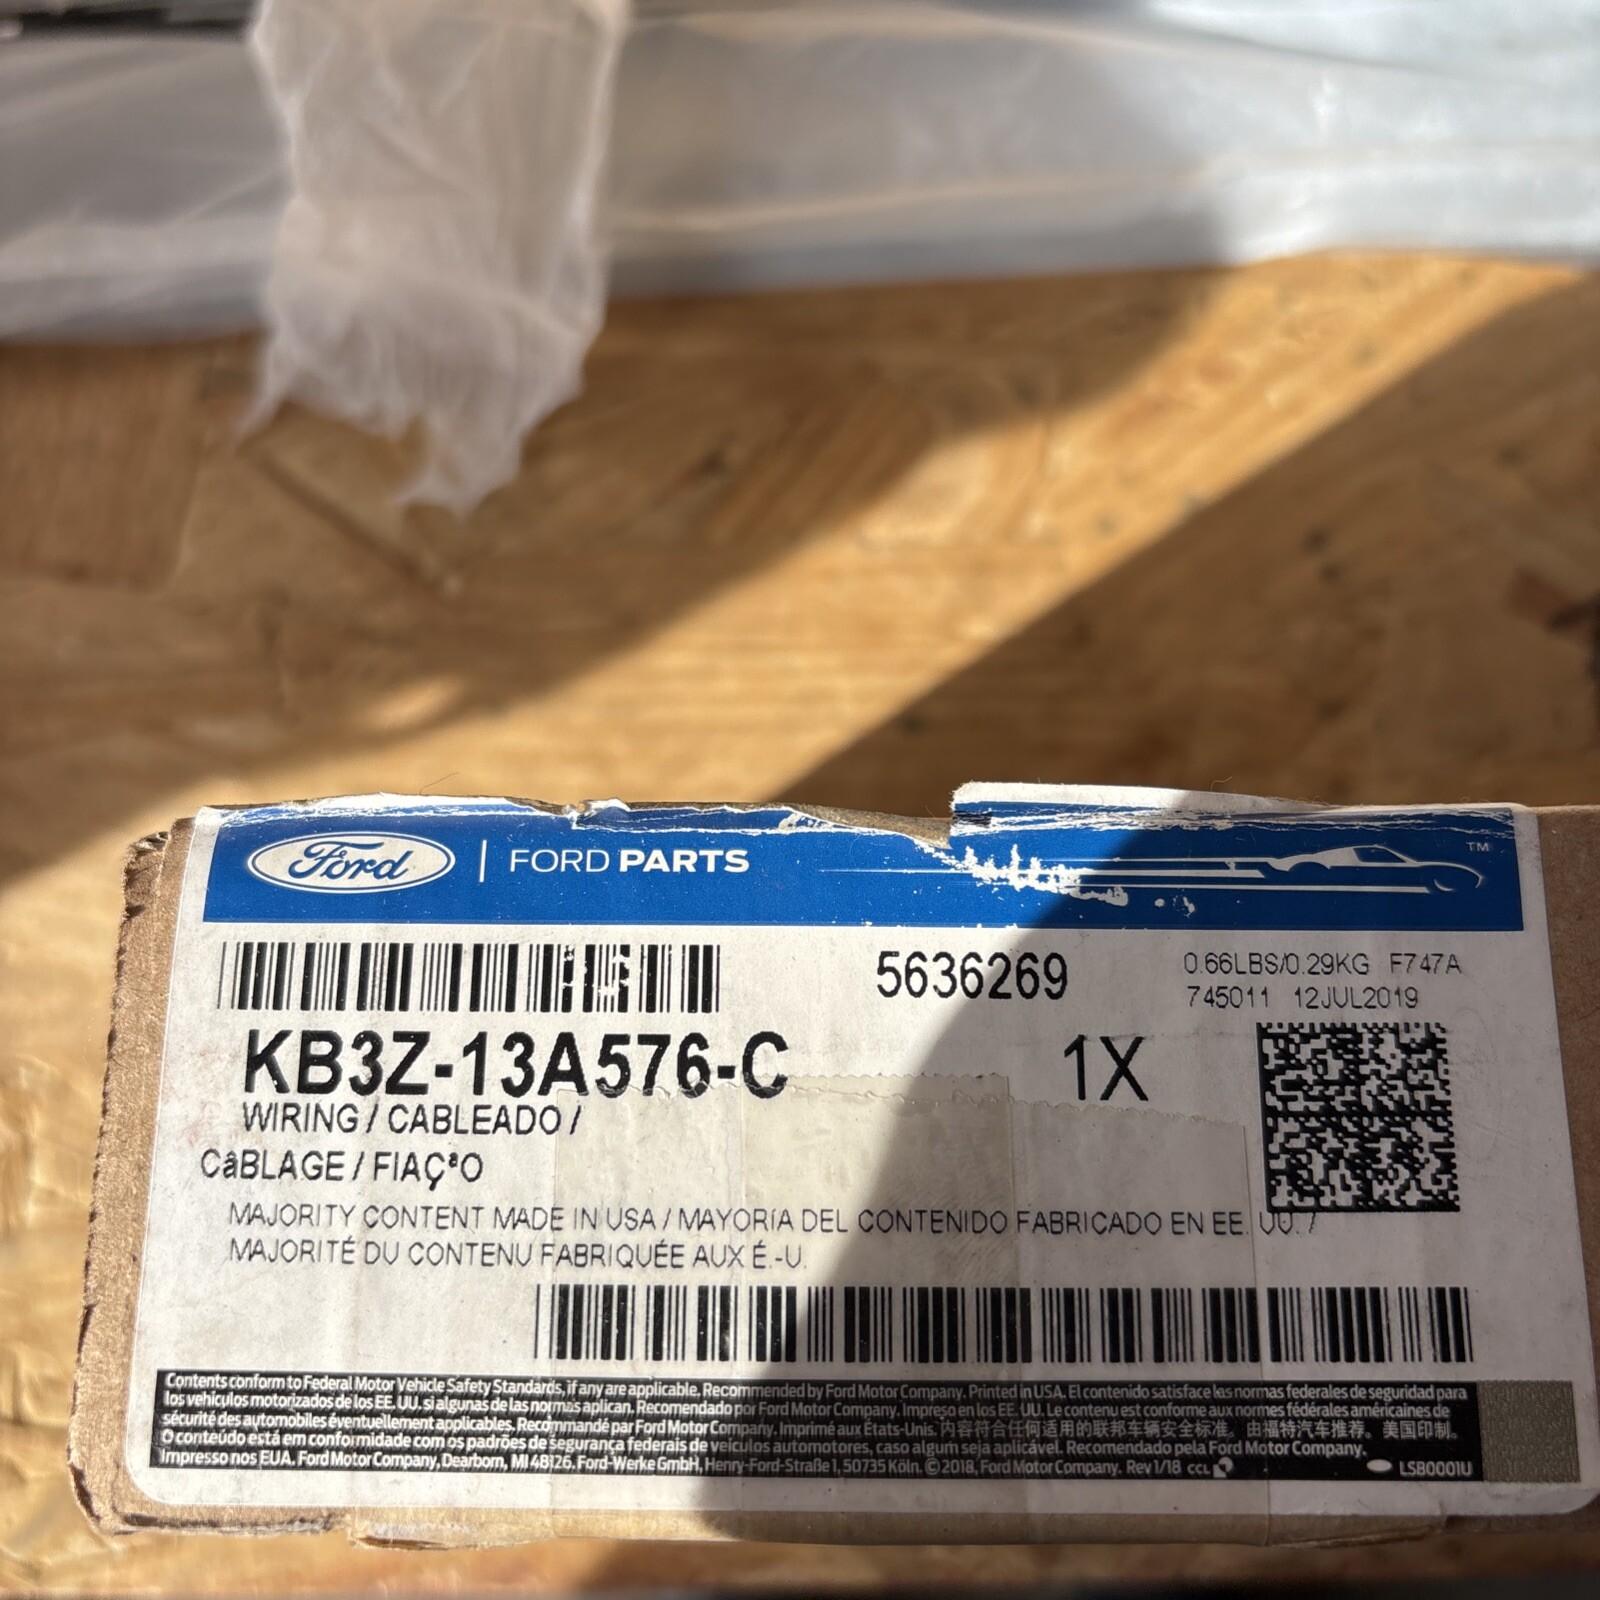 Ford | FORD PARTS
TM
5636269
0.66LBS/0.29KG F747A
745011 12JUL2019
KB3Z-13A576-C
1X
WIRING / CABLEADO /
CâBLAGE / FIAÇªO
MAJORITY CONTENT MADE IN USA / MAYORíA DEL CONTENIDO FABRICADO EN EE. UU. /
MAJORITÉ DU CONTENU FABRIQUÉE AUX É.-U.
Contents conform to Federal Motor Vehicle Safety Standards, if any are applicable. Recommended by Ford Motor Company. Printed in USA. El contenido satisface las normas federales de seguridad para
los vehículos motorizados de los EE. UU. si algunas de las normas aplican. Recomendado por Ford Motor Company. Impreso en los EE. UU. Le contenu est conforme aux normes fédérales américaines de
sécurité des automobiles éventuellement applicables. Recommandé par Ford Motor Company. Imprimé aux États-Unis. 内容符合任何适用的联邦车辆安全标准。由福特汽车推荐。美国印制。
O conteúdo está em conformidade com os padrões de segurança federais de veículos automotores, caso algum seja aplicável. Recomendado pela Ford Motor Company.
Impresso nos EUA. Ford Motor Company, Dearborn, MI 48126. Ford-Werke GmbH, Henry-Ford-Straße 1, 50735 Köln. © 2018, Ford Motor Company. Rev 1/18 CCL
LSB0001U